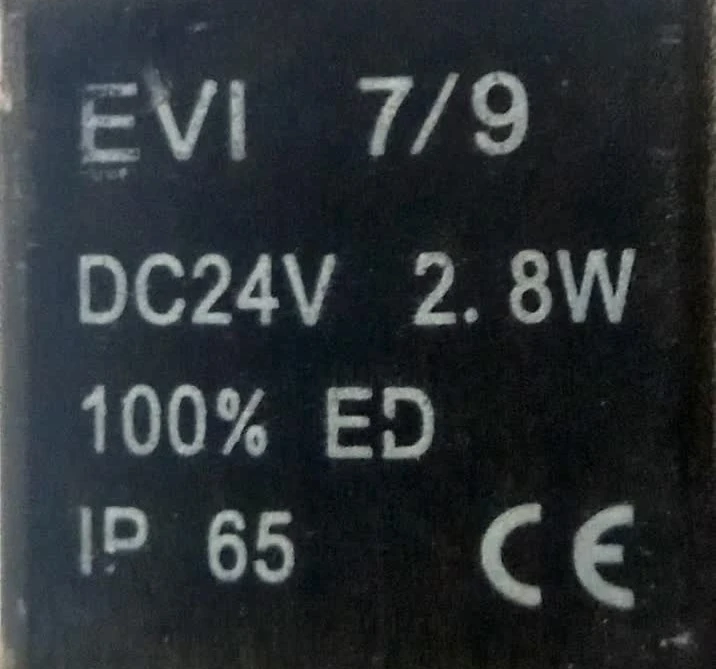 EVI 7/9
DC24V 2.8W
100% ED
IP 65 CE